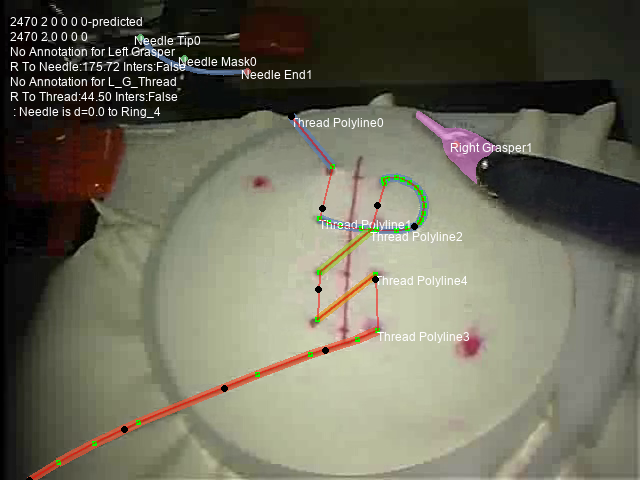 2470 2 0 0 0 0-predicted
2470 2 0 0 0 0
No Annotation for Left Grasper
R To Needle:175:72 Inters:False
No Annotation for L_G_Thread
R To Thread:44.50 Inters:False
: Needle is d=0.0 to Ring_4
Needle Tip0
Needle Mask0
Needle End1
Thread Polyline0
Right Grasper1
Thread Polyline1
Thread Polyline2
Thread Polyline4
Thread Polyline3